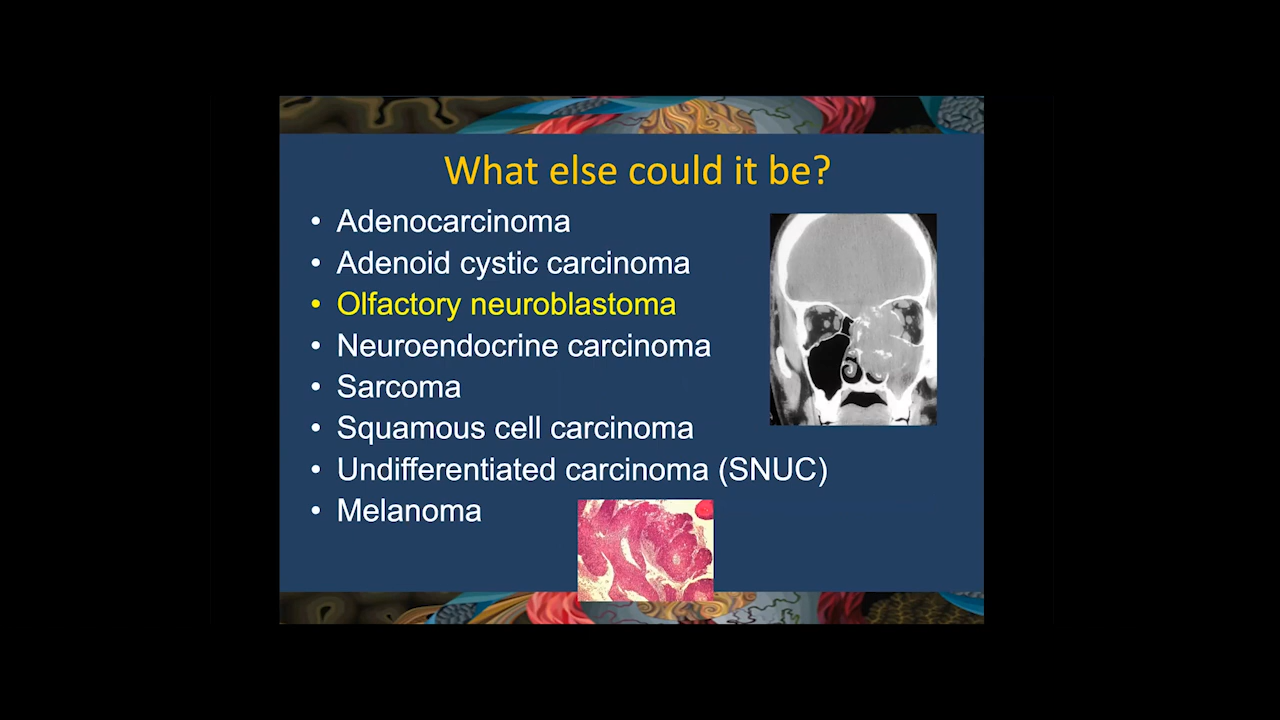 What else could it be?
• Adenocarcinoma
• Adenoid cystic carcinoma
• Olfactory neuroblastoma
• Neuroendocrine carcinoma
• Sarcoma
• Squamous cell carcinoma
• Undifferentiated carcinoma (SNUC)
• Melanoma